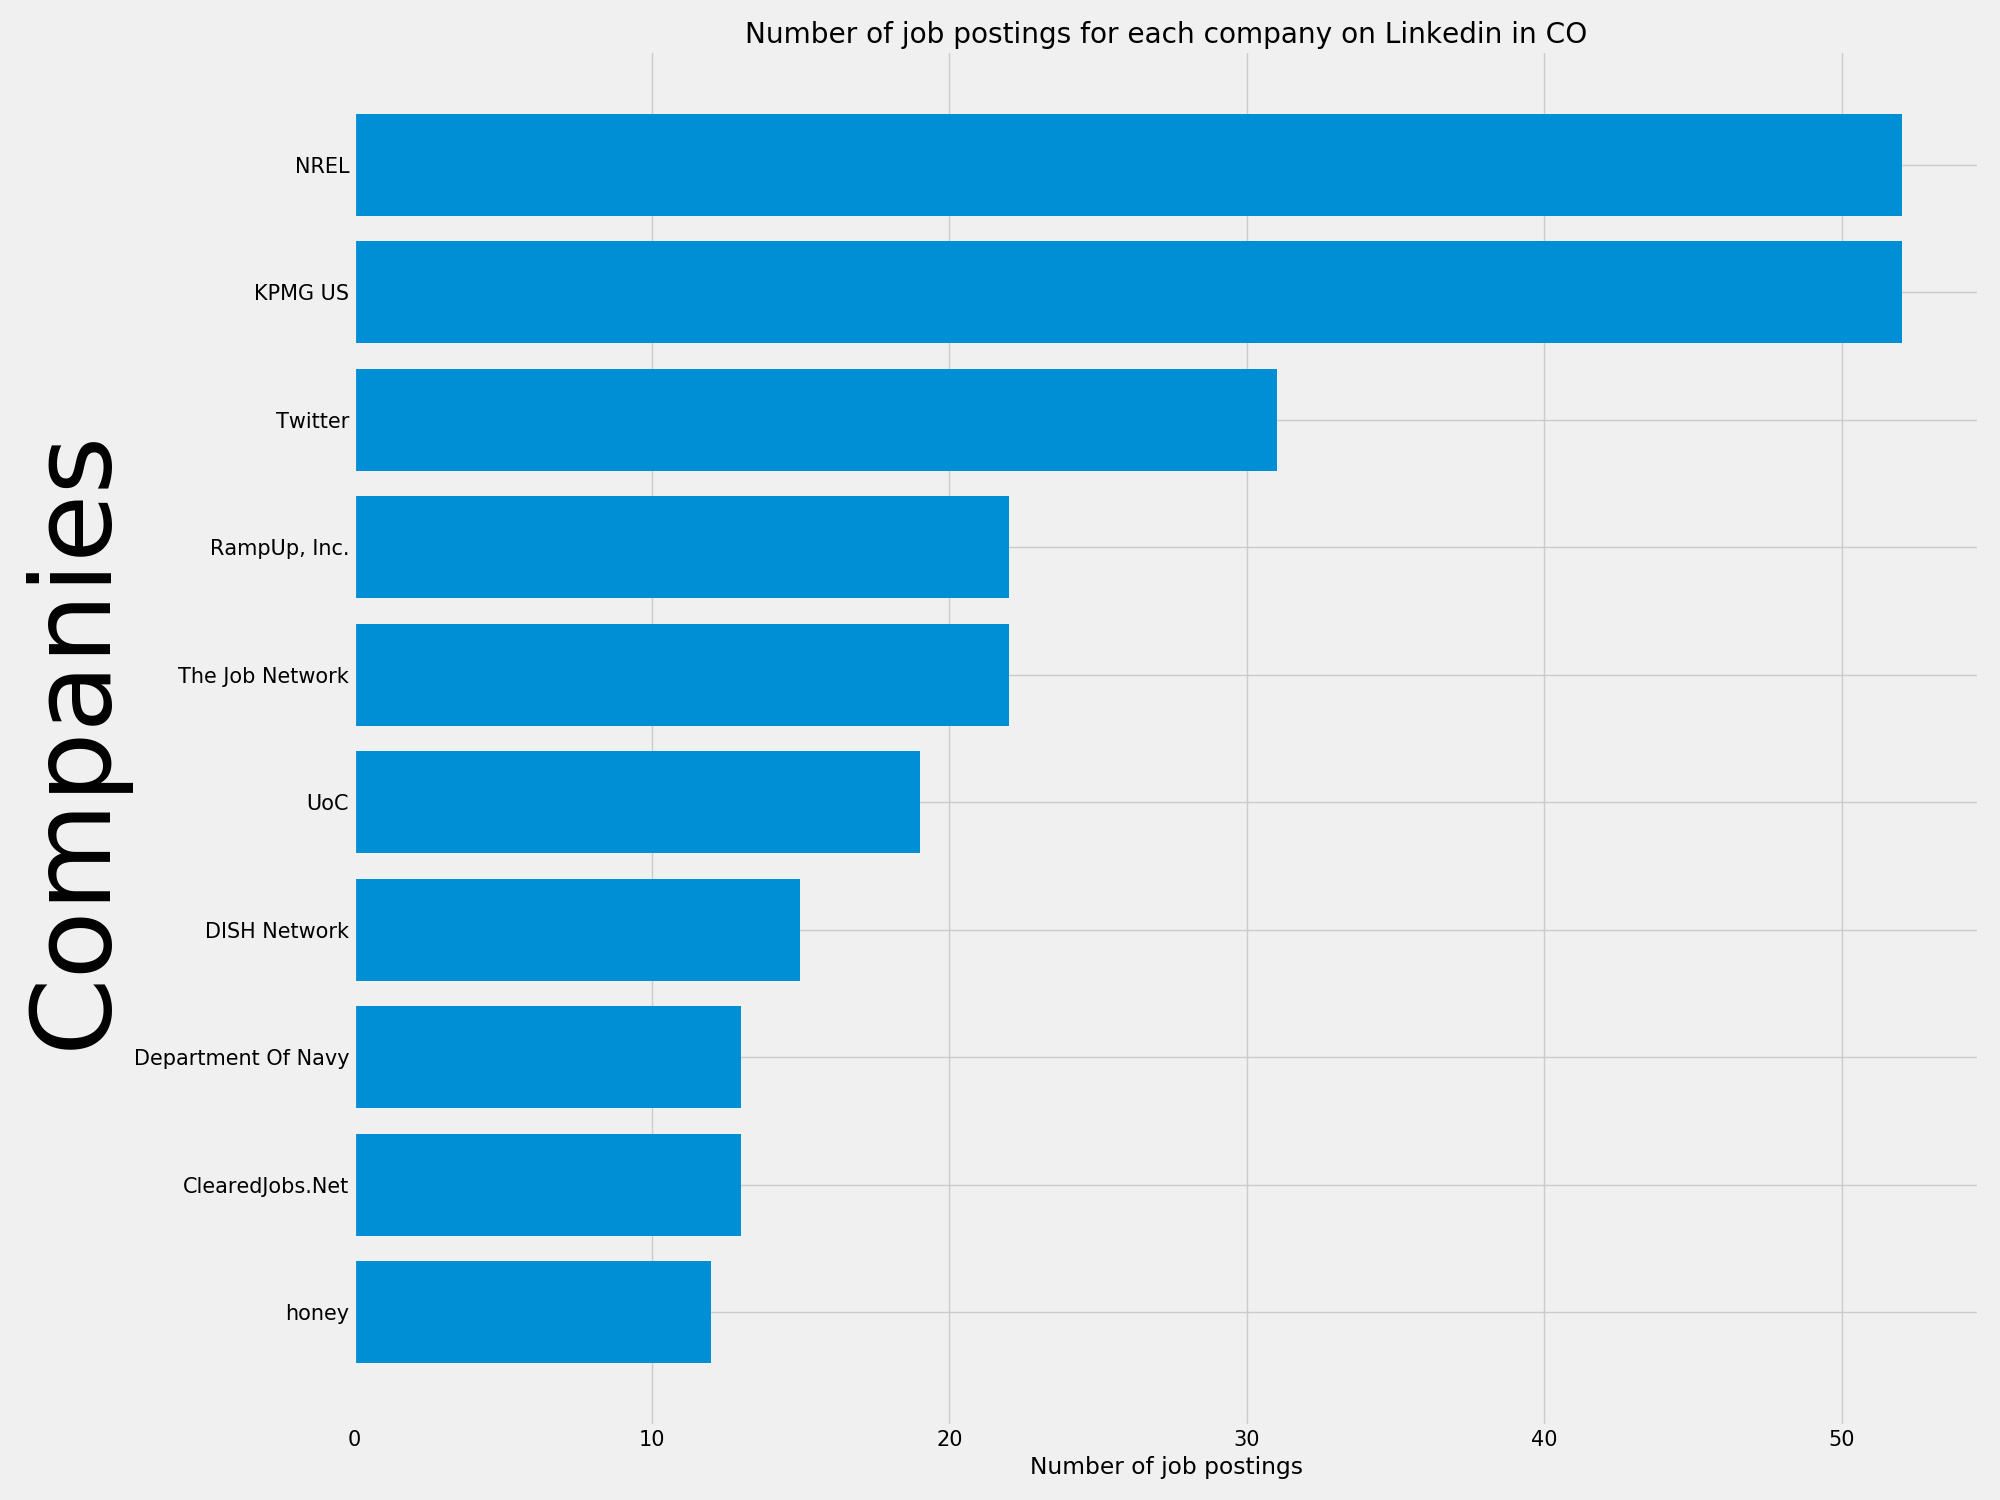 Number of job postings for each company on Linkedin in CO
Companies
NREL
KPMG US
Twitter
RampUp, Inc.
The Job Network
UoC
DISH Network
Department Of Navy
ClearedJobs.Net
honey
0 10 20 30 40 50
Number of job postings